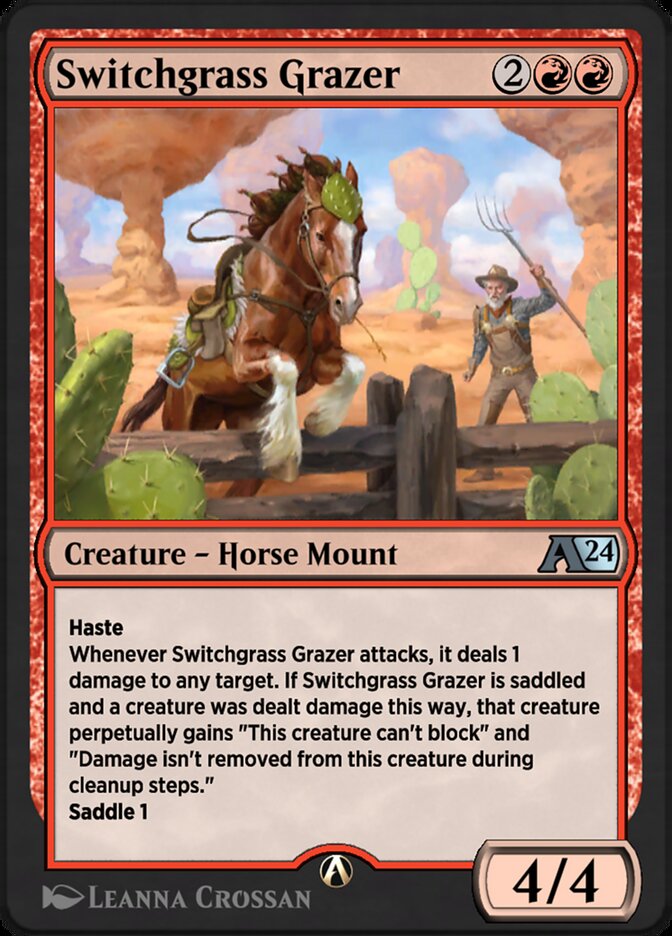 Switchgrass Grazer 2
Creature – Horse Mount A24
Haste
Whenever Switchgrass Grazer attacks, it deals 1
damage to any target. If Switchgrass Grazer is saddled
and a creature was dealt damage this way, that creature
perpetually gains "This creature can't block" and
"Damage isn't removed from this creature during
cleanup steps."
Saddle 1
4/4
Leanna Crossan